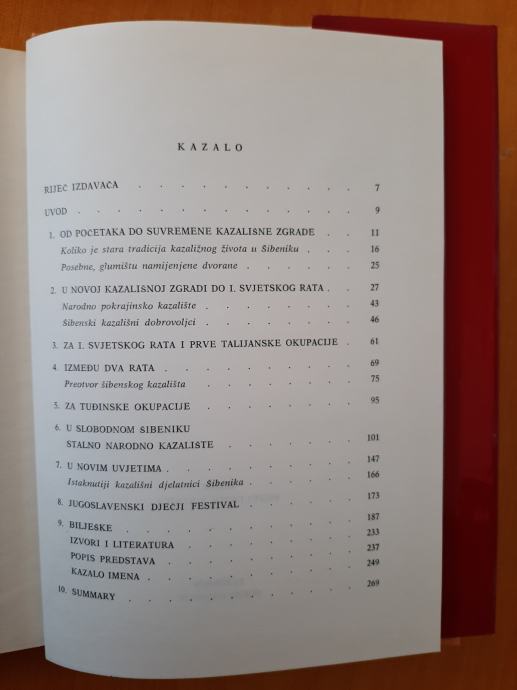 KAZALO
RIJEČ IZDAVAČA . . . . . . . . . . . 7
UVOD . . . . . . . . . . . . . 9
1. OD POČETAKA DO SUVREMENE KAZALIŠNE ZGRADE . 11
Koliko je stara tradicija kazališnog života u Šibeniku . . . 16
Posebne, glumištu namijenjene dvorane . . . . . 25
2. U NOVOJ KAZALIŠNOJ ZGRADI DO I. SVJETSKOG RATA . 27
Narodno pokrajinsko kazalište . . . . . . . 43
Šibenski kazališni dobrovoljci . . . . . . . 46
3. ZA I. SVJETSKOG RATA I PRVE TALIJANSKE OKUPACIJE . 61
4. IZMEĐU DVA RATA . . . . . . . . . 69
Preotvor šibenskog kazališta . . . . . . . 75
5. ZA TUĐINSKE OKUPACIJE . . . . . . . 95
6. U SLOBODNOM ŠIBENIKU
STALNO NARODNO KAZALIŠTE . . . . . . 101
7. U NOVIM UVJETIMA . . . . . . . . . 147
Istaknutiji kazališni djelatnici Šibenika . . . . . 166
8. JUGOSLAVENSKI DJEČJI FESTIVAL . . . . . 173
9. BILJEŠKE . . . . . . . . . . . 187
IZVORI I LITERATURA . . . . . . . . 233
POPIS PREDSTAVA . . . . . . . . . 237
KAZALO IMENA . . . . . . . . . . 249
10. SUMMARY . . . . . . . . . . . 269